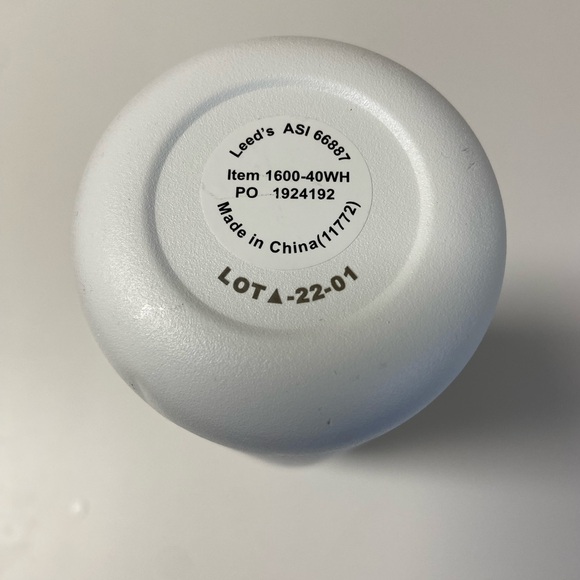 Leed's ASI 66887
Item 1600-40WH
PO 1924192
Made in China(11772)
LOT▲-22-01